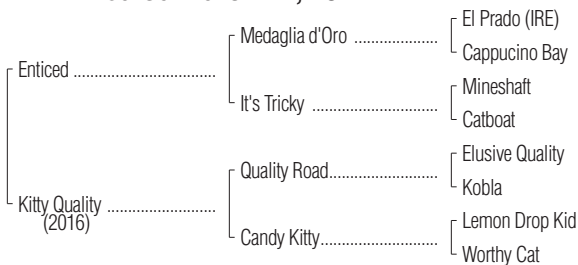 El Prado (IRE)
Medaglia d'Oro ....................
Cappucino Bay
Enticed ..................................
Mineshaft
It's Tricky ..............................
Catboat
Elusive Quality
Quality Road..........................
Kobla
Kitty Quality ..........................
(2016)
Lemon Drop Kid
Candy Kitty............................
Worthy Cat